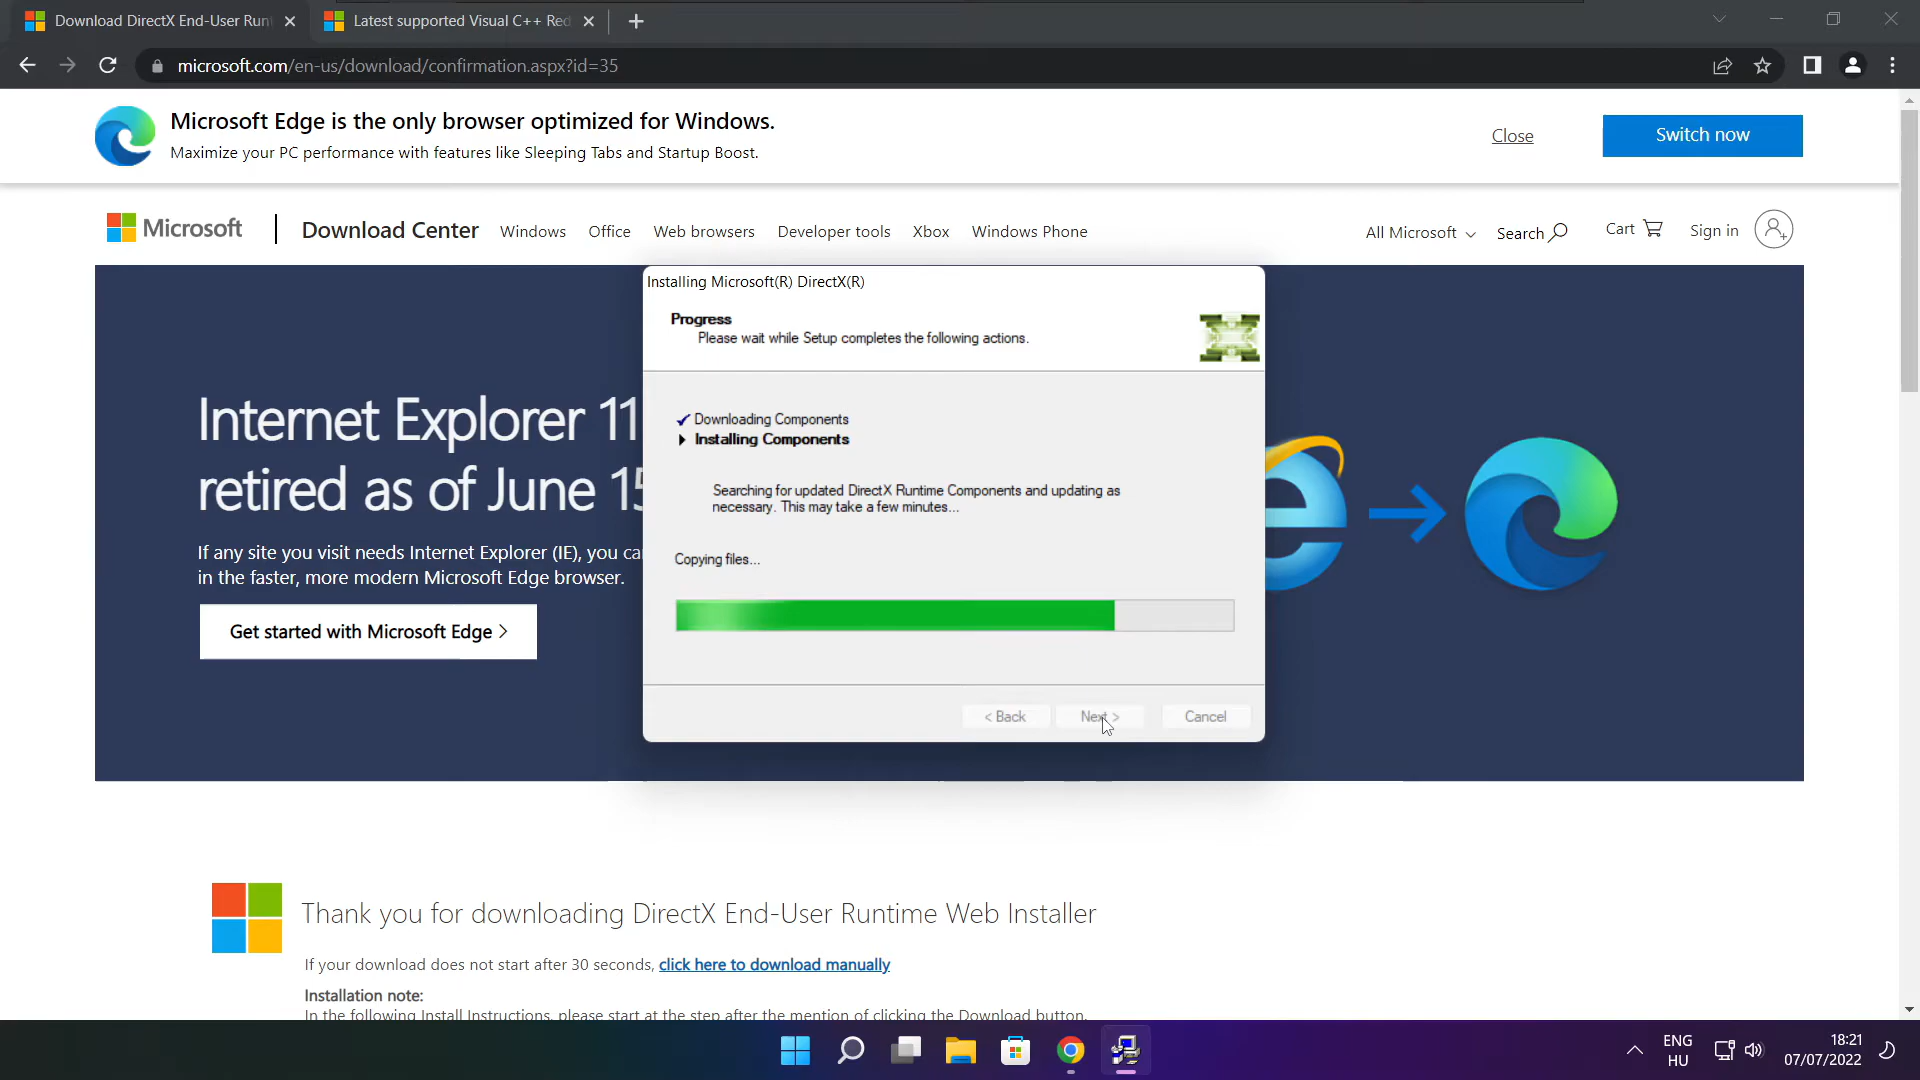 Download DirectX End-User Run
Latest supported Visual C++ Red
microsoft.com/en-us/download/confirmation.aspx?id=35
Microsoft Edge is the only browser optimized for Windows.
Maximize your PC performance with features like Sleeping Tabs and Startup Boost.
Close
Switch now
Microsoft
Download Center
Windows
Office
Web browsers
Developer tools
Xbox
Windows Phone
All Microsoft
Search
Cart
Sign in
Internet Explorer 11
retired as of June 15
If any site you visit needs Internet Explorer (IE), you ca
in the faster, more modern Microsoft Edge browser.
Get started with Microsoft Edge >
Installing Microsoft(R) DirectX(R)
Progress
Please wait while Setup completes the following actions.
Downloading Components
Installing Components
Searching for updated DirectX Runtime Components and updating as
necessary. This may take a few minutes...
Copying files...
< Back
Next >
Cancel
Thank you for downloading DirectX End-User Runtime Web Installer
If your download does not start after 30 seconds, click here to download manually
Installation note:
In the following Install Instructions, please start at the step after the mention of clicking the Download button.
ENG
HU
18:21
07/07/2022